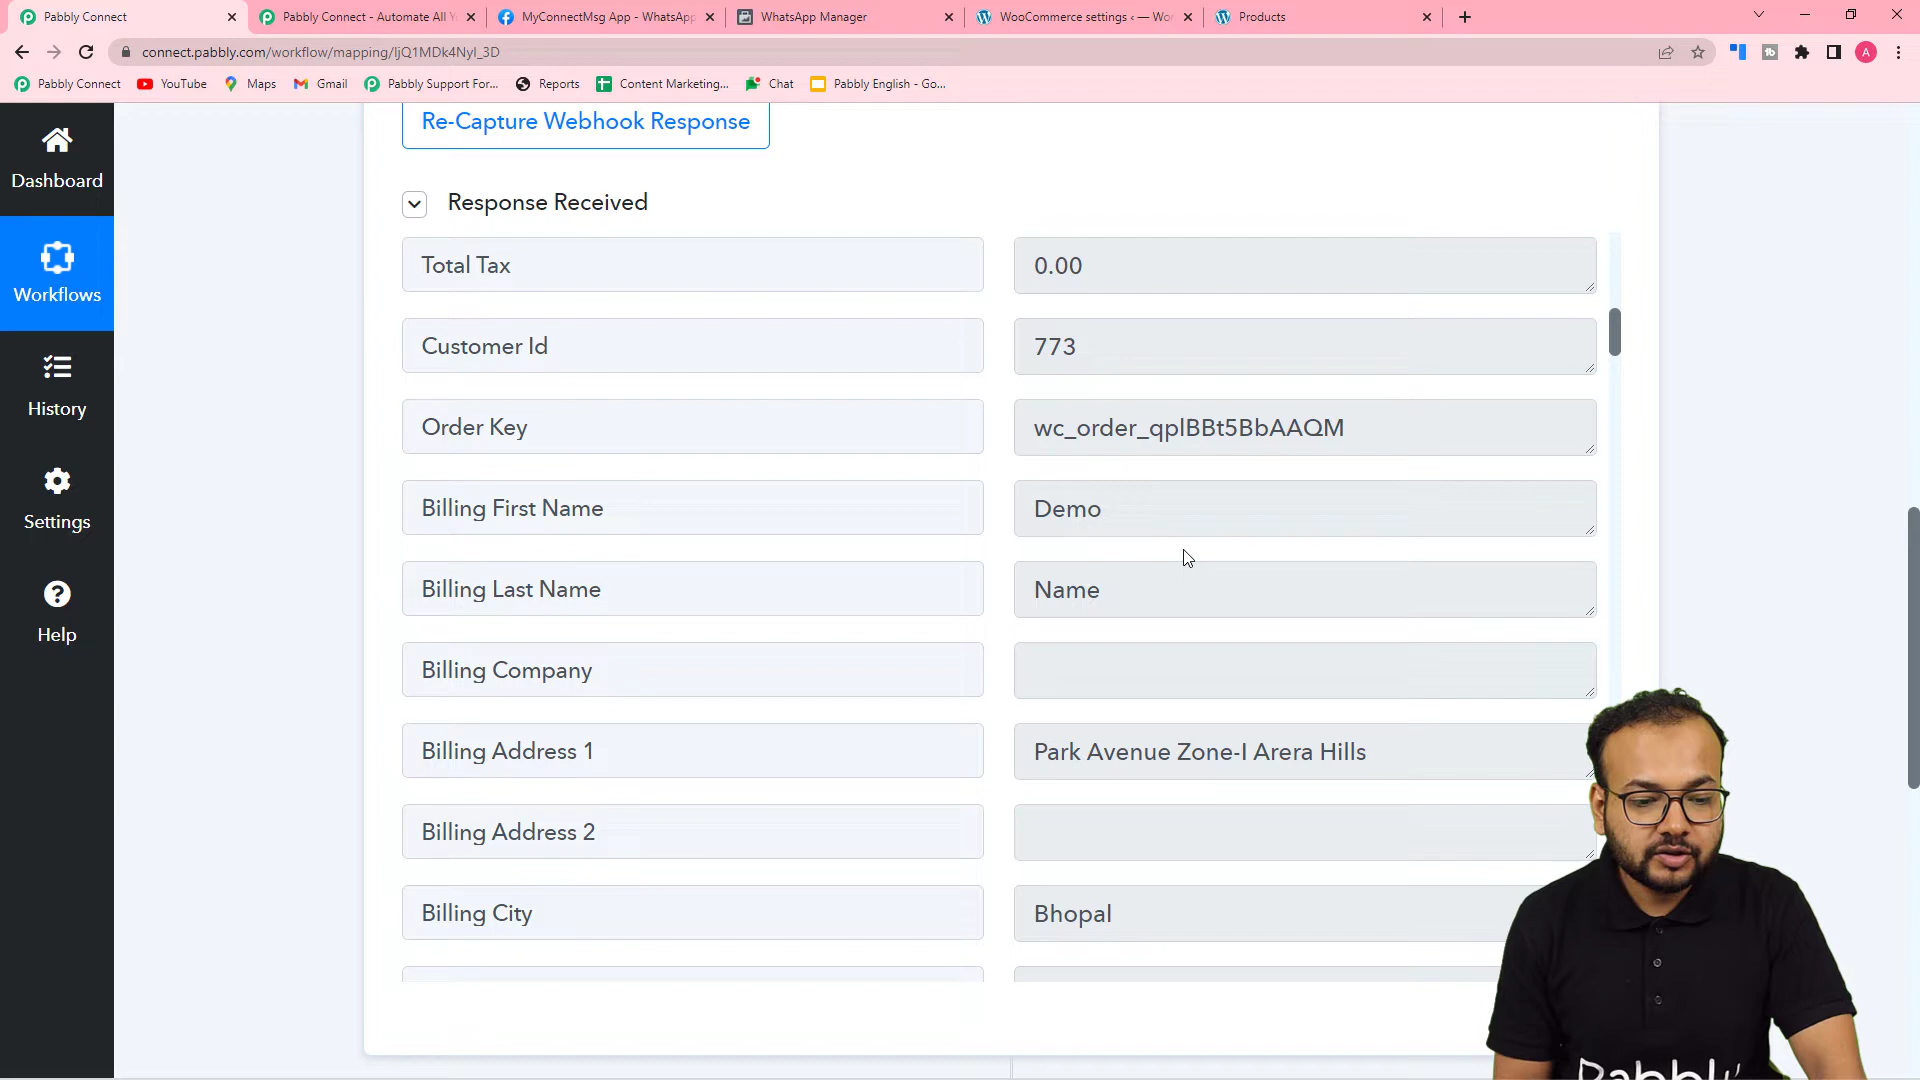 Pabbly Connect
Pabbly Connect - Automate All Y
MyConnectMsg App - WhatsApp
WhatsApp Manager
WooCommerce settings ‹ — Wor
Products
connect.pabbly.com/workflow/mapping/IjQ1MDk4NyI_3D
A
Pabbly Connect
YouTube
Maps
Gmail
Pabbly Support For...
Reports
Content Marketing...
Chat
Pabbly English - Go...
Dashboard
Workflows
History
Settings
Help
Re-Capture Webhook Response
Response Received
Total Tax
0.00
Customer Id
773
Order Key
wc_order_qplBBt5BbAAQM
Billing First Name
Demo
Billing Last Name
Name
Billing Company
Billing Address 1
Park Avenue Zone-I Arera Hills
Billing Address 2
Billing City
Bhopal
Pabbly